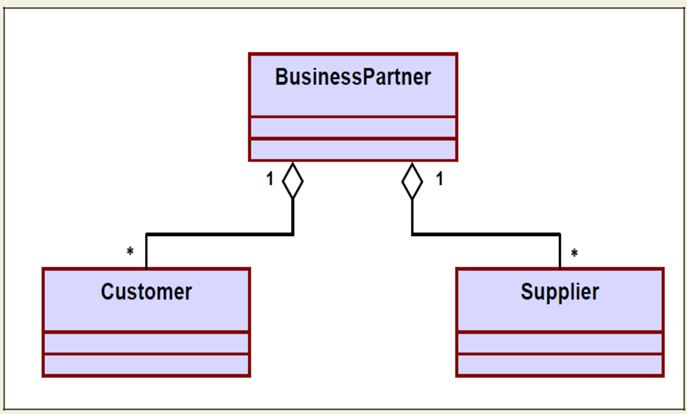 BusinessPartner
1 1
* *
Customer Supplier